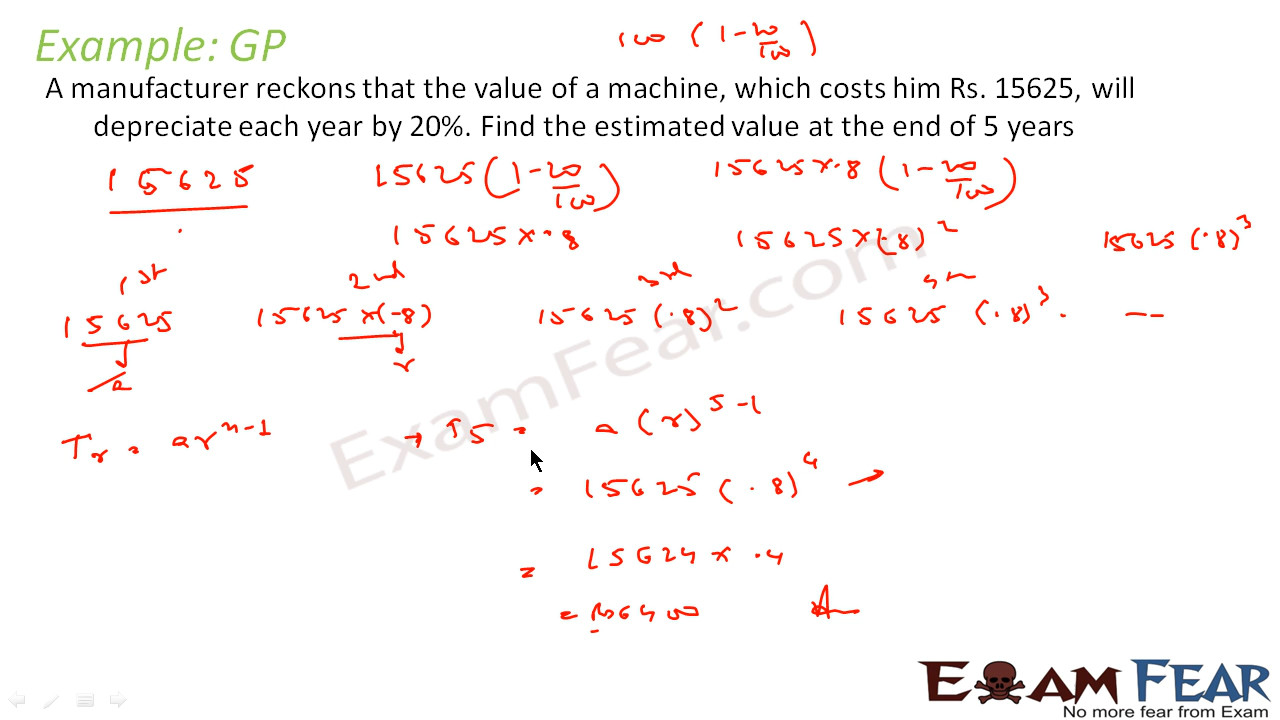 Example: GP
100 (1-20/100)
A manufacturer reckons that the value of a machine, which costs him Rs. 15625, will
depreciate each year by 20%. Find the estimated value at the end of 5 years
15625 15625(1-20/100) 15625×.8(1-20/100)
15625×.8 15625×(.8)² 15625(.8)³
1st 2nd 3rd 4th
15625 15625×(.8) 15625(.8)² 15625(.8)³. --
a r
Tr = ar^n-1 → T5 = a(r)^5-1
= 15625(.8)^4
= 15624×.4
= Rs6400 Ans
ExamFear.com
EXAM FEAR
No more fear from Exam